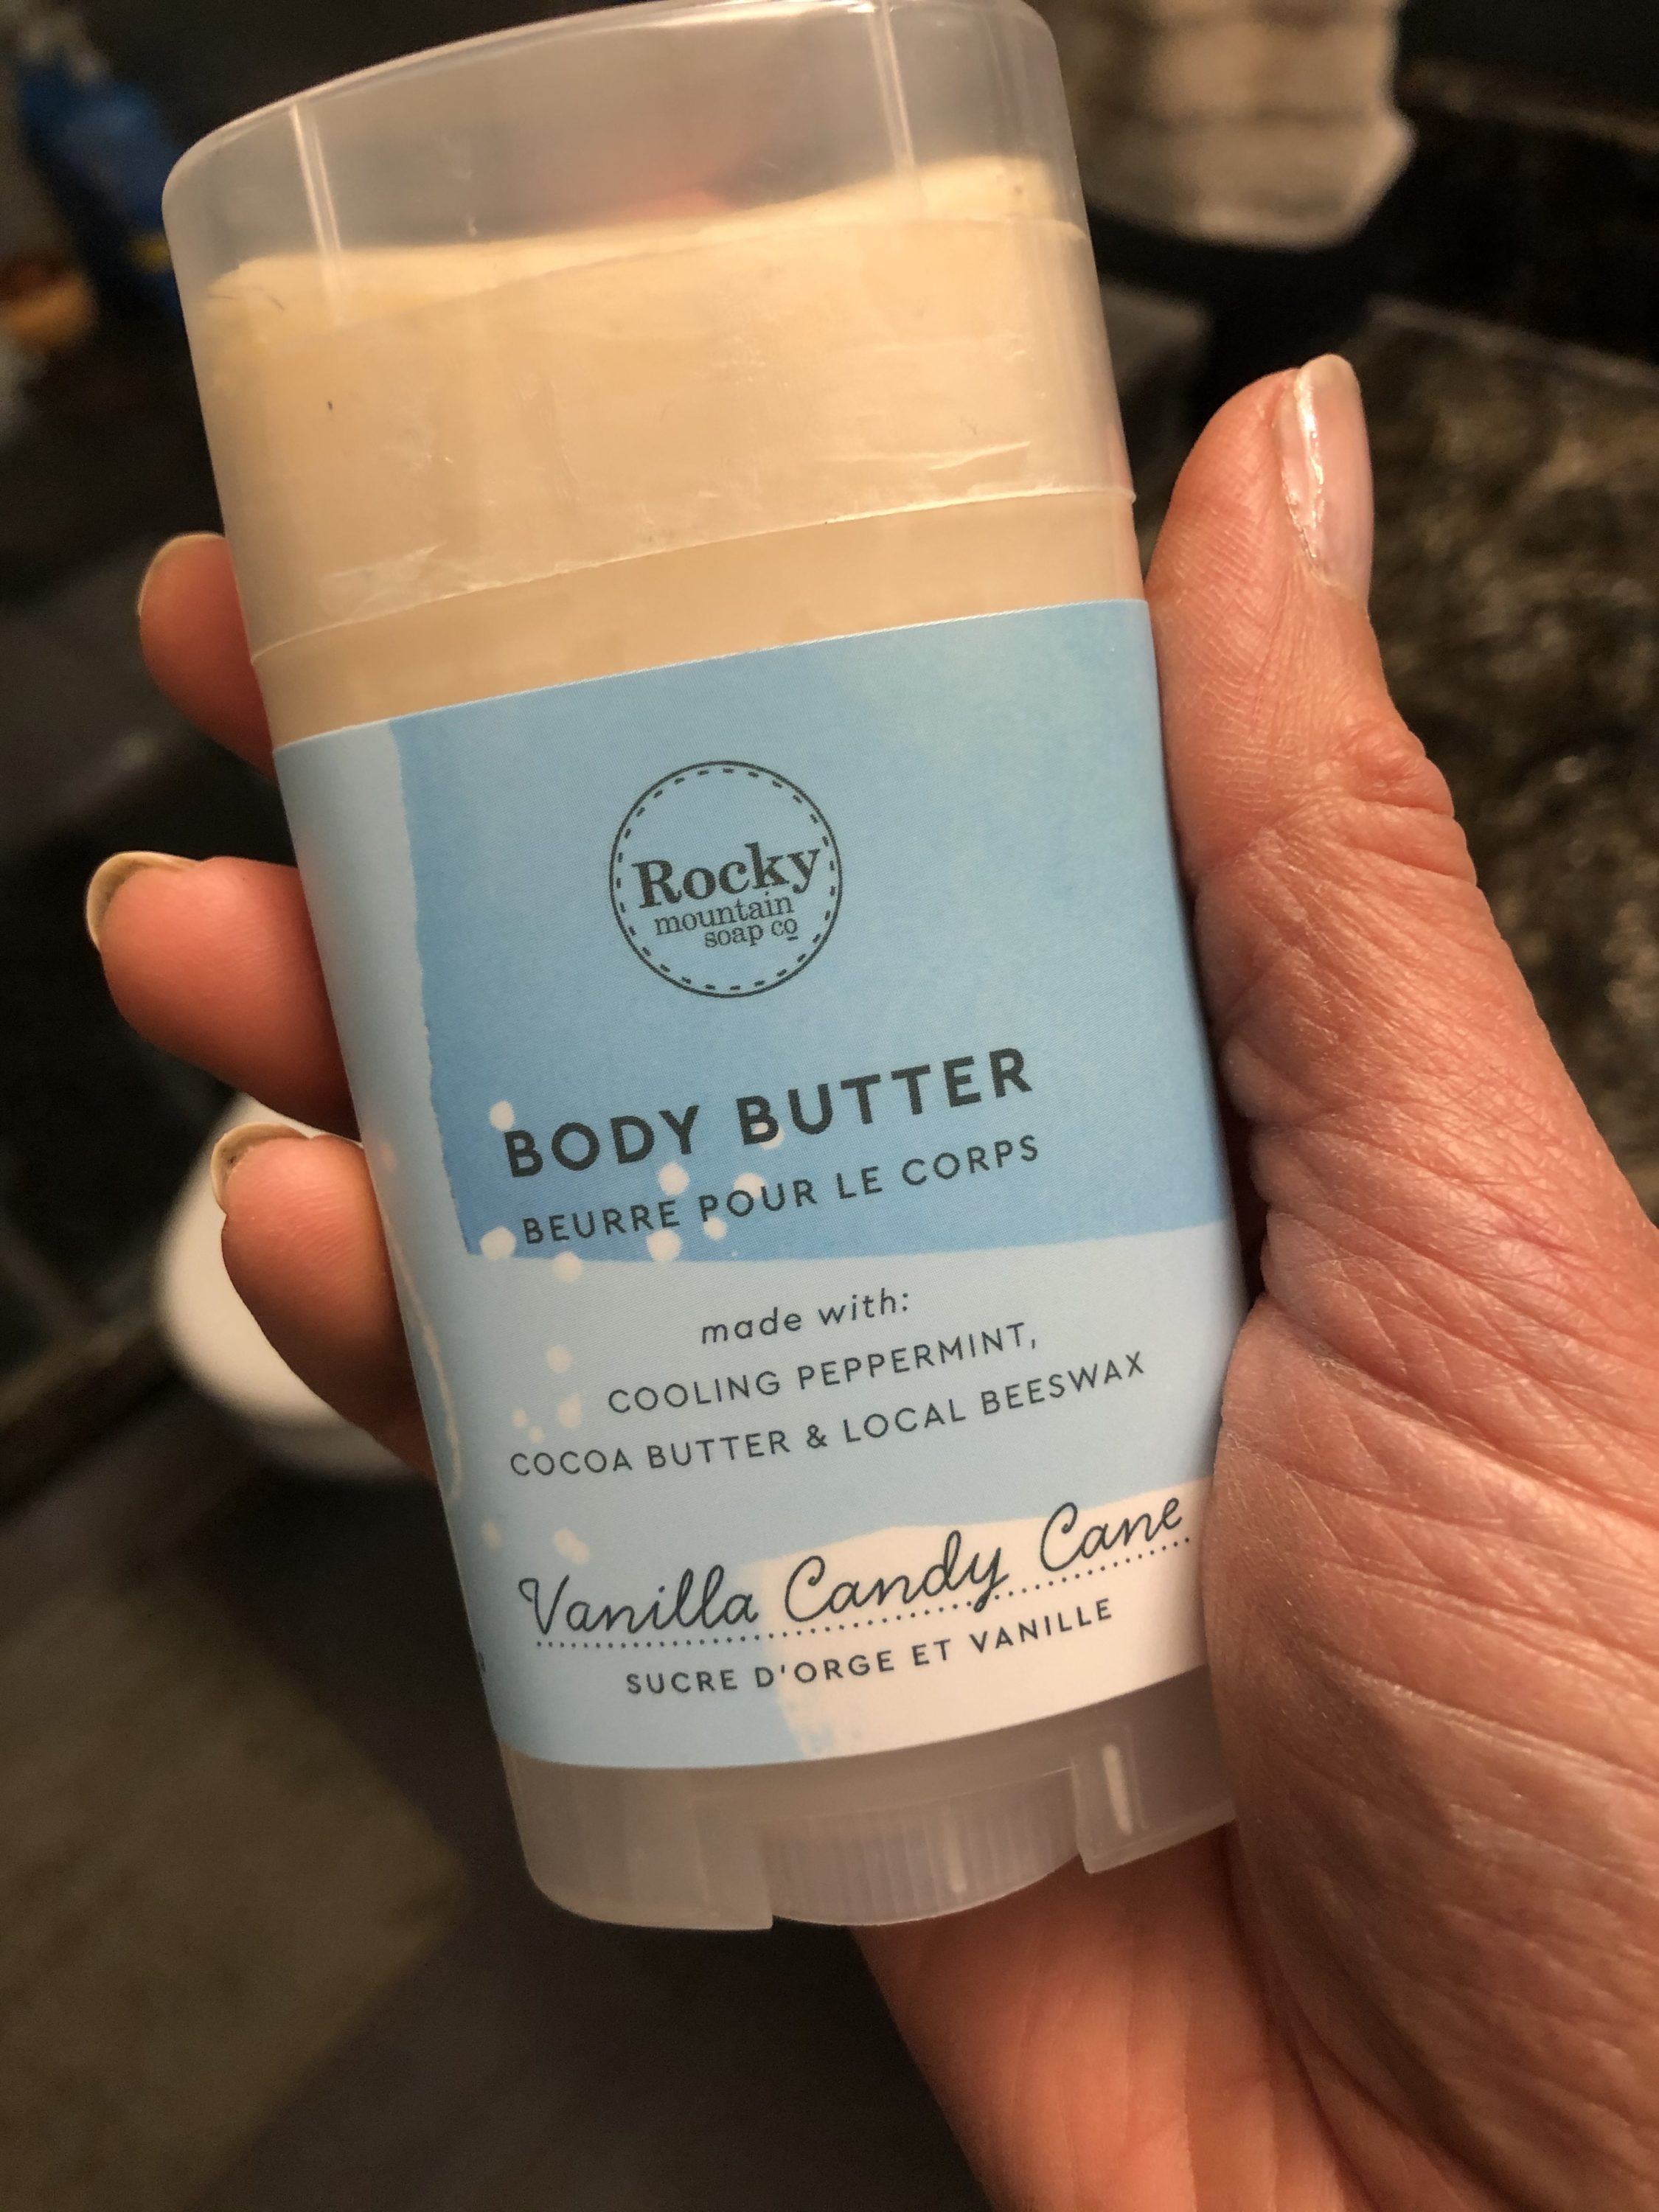 Rocky
mountain
soap co
BODY BUTTER
BEURRE POUR LE CORPS
made with:
COOLING PEPPERMINT,
COCOA BUTTER & LOCAL BEESWAX
Vanilla Candy Cane
SUCRE D'ORGE ET VANILLE